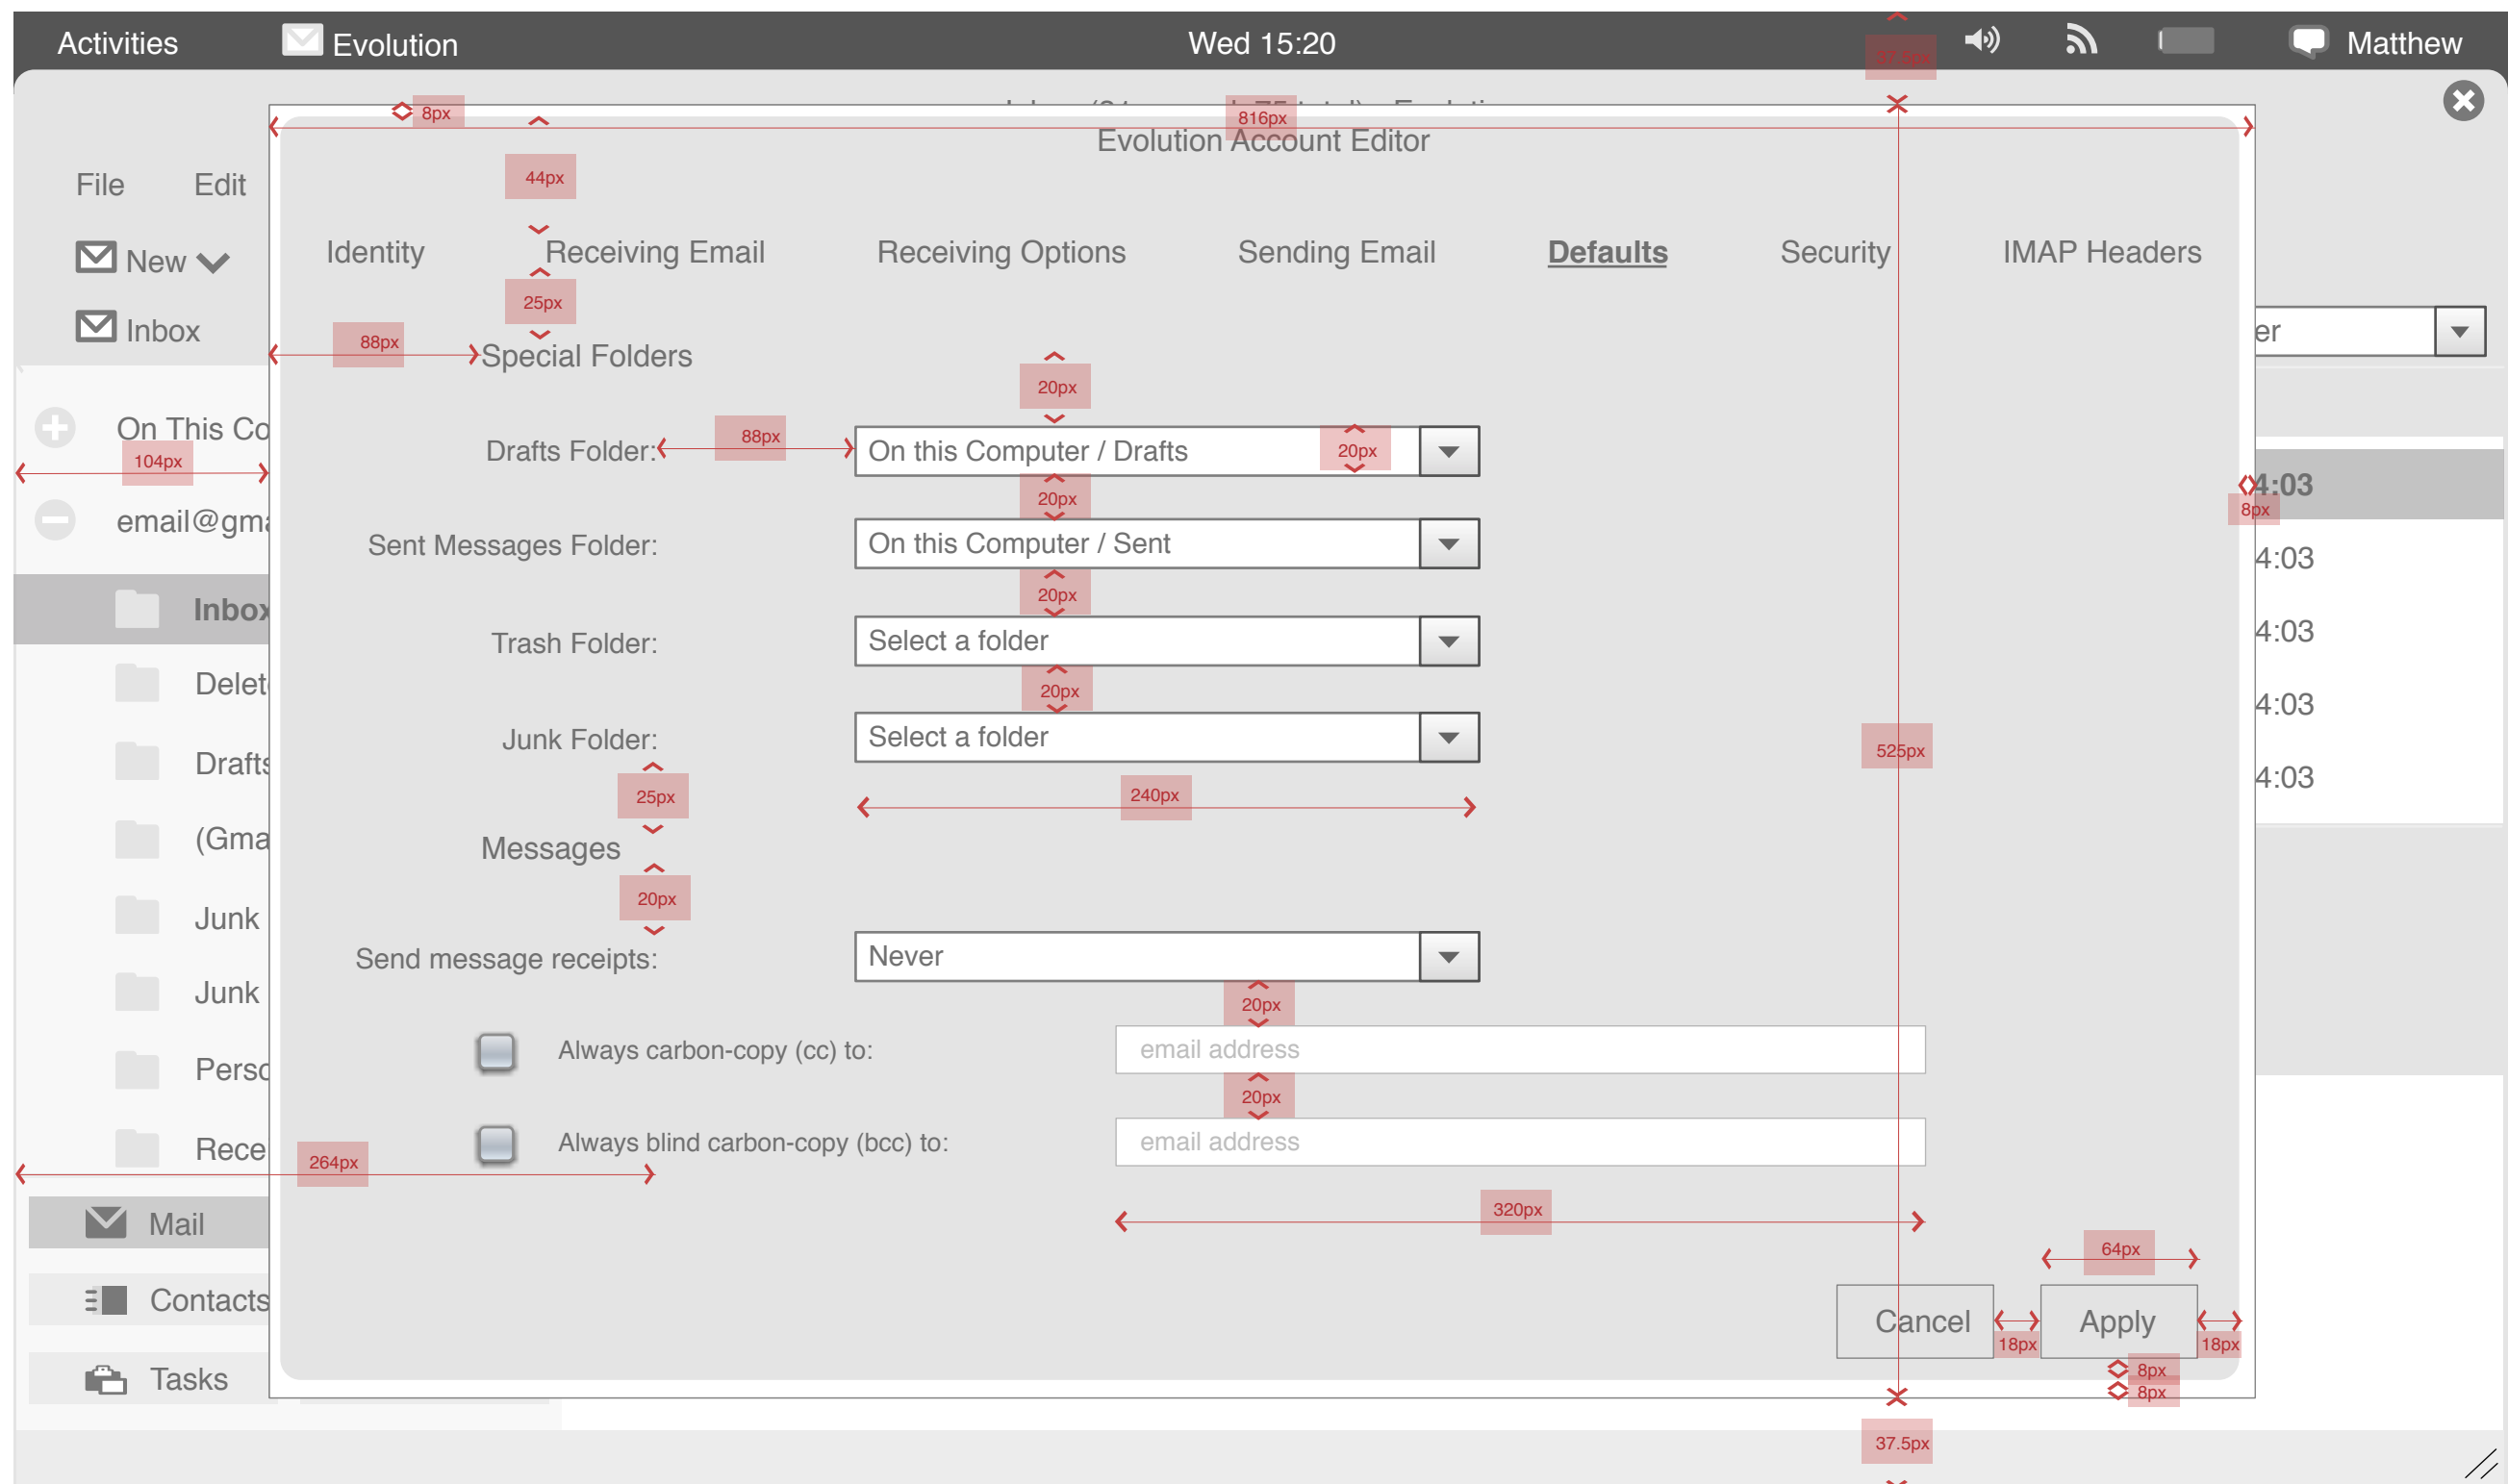 Activities
Evolution
Wed 15:20
37.5px
Matthew
8px
816px
Evolution Account Editor
44px
File
Edit
Identity
Receiving Email
Receiving Options
Sending Email
Defaults
Security
IMAP Headers
New
25px
Inbox
88px
Special Folders
er
20px
On This Co
104px
Drafts Folder:
88px
On this Computer / Drafts
20px
4:03
8px
20px
email@gma
Sent Messages Folder:
On this Computer / Sent
4:03
20px
Inbox
Trash Folder:
Select a folder
4:03
20px
Delet
4:03
Junk Folder:
Select a folder
525px
Drafts
4:03
25px
240px
(Gma
Messages
20px
Junk
Send message receipts:
Never
Junk
20px
Always carbon-copy (cc) to:
email address
Perso
20px
Always blind carbon-copy (bcc) to:
email address
Rece
264px
Mail
320px
64px
Contacts
Cancel
Apply
18px
18px
8px
8px
Tasks
37.5px